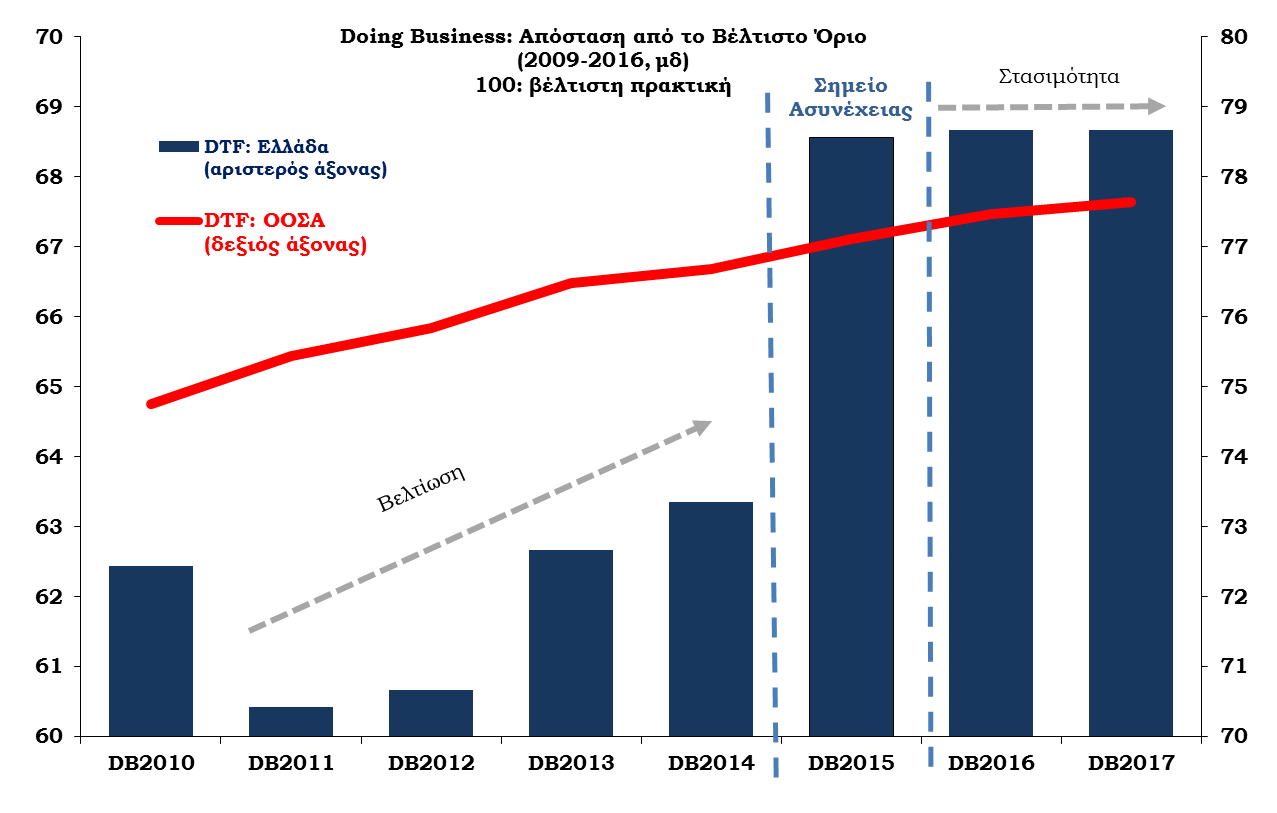 Doing Business: Απόσταση από το Βέλτιστο Όριο
(2009-2016, μδ)
100: βέλτιστη πρακτική
Σημείο
Ασυνέχειας
Στασιμότητα
DTF: Ελλάδα
(αριστερός άξονας)
DTF: ΟΟΣΑ
(δεξιός άξονας)
Βελτίωση
70
69
68
67
66
65
64
63
62
61
60
80
79
78
77
76
75
74
73
72
71
70
DB2010
DB2011
DB2012
DB2013
DB2014
DB2015
DB2016
DB2017